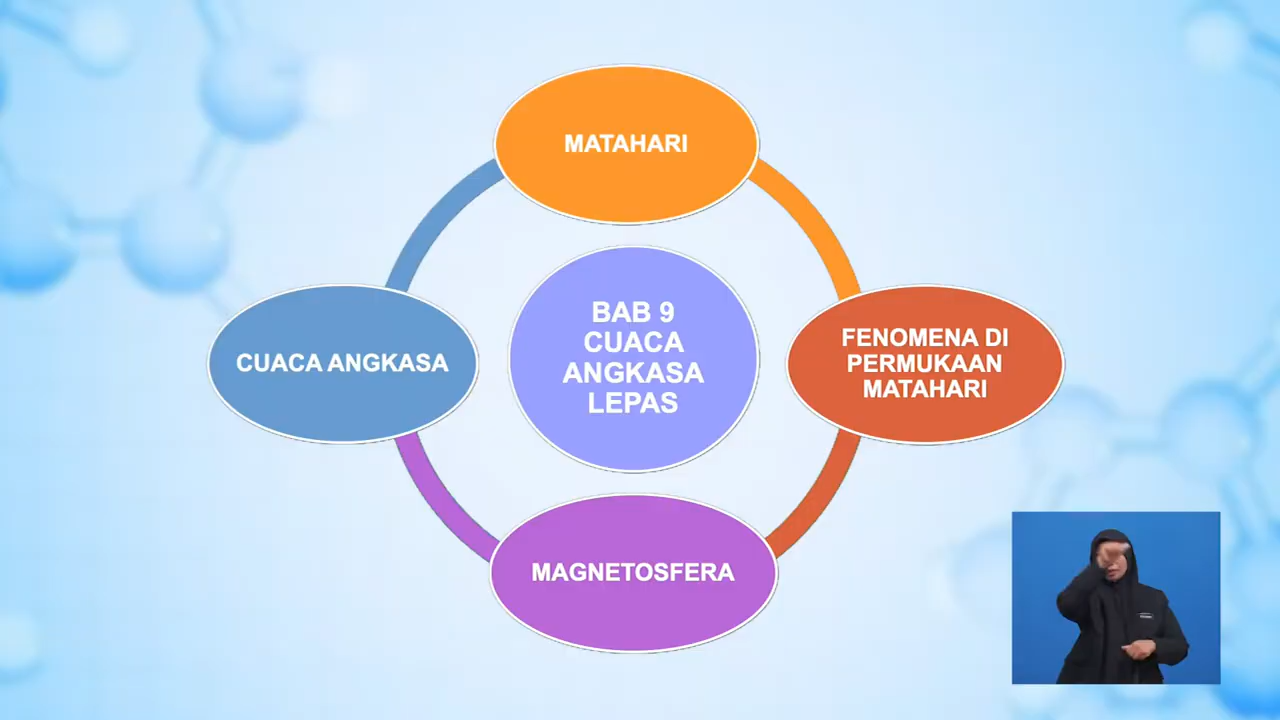 MATAHARI
BAB 9
CUACA
ANGKASA
LEPAS
FENOMENA DI
PERMUKAAN
MATAHARI
CUACA ANGKASA
MAGNETOSFERA